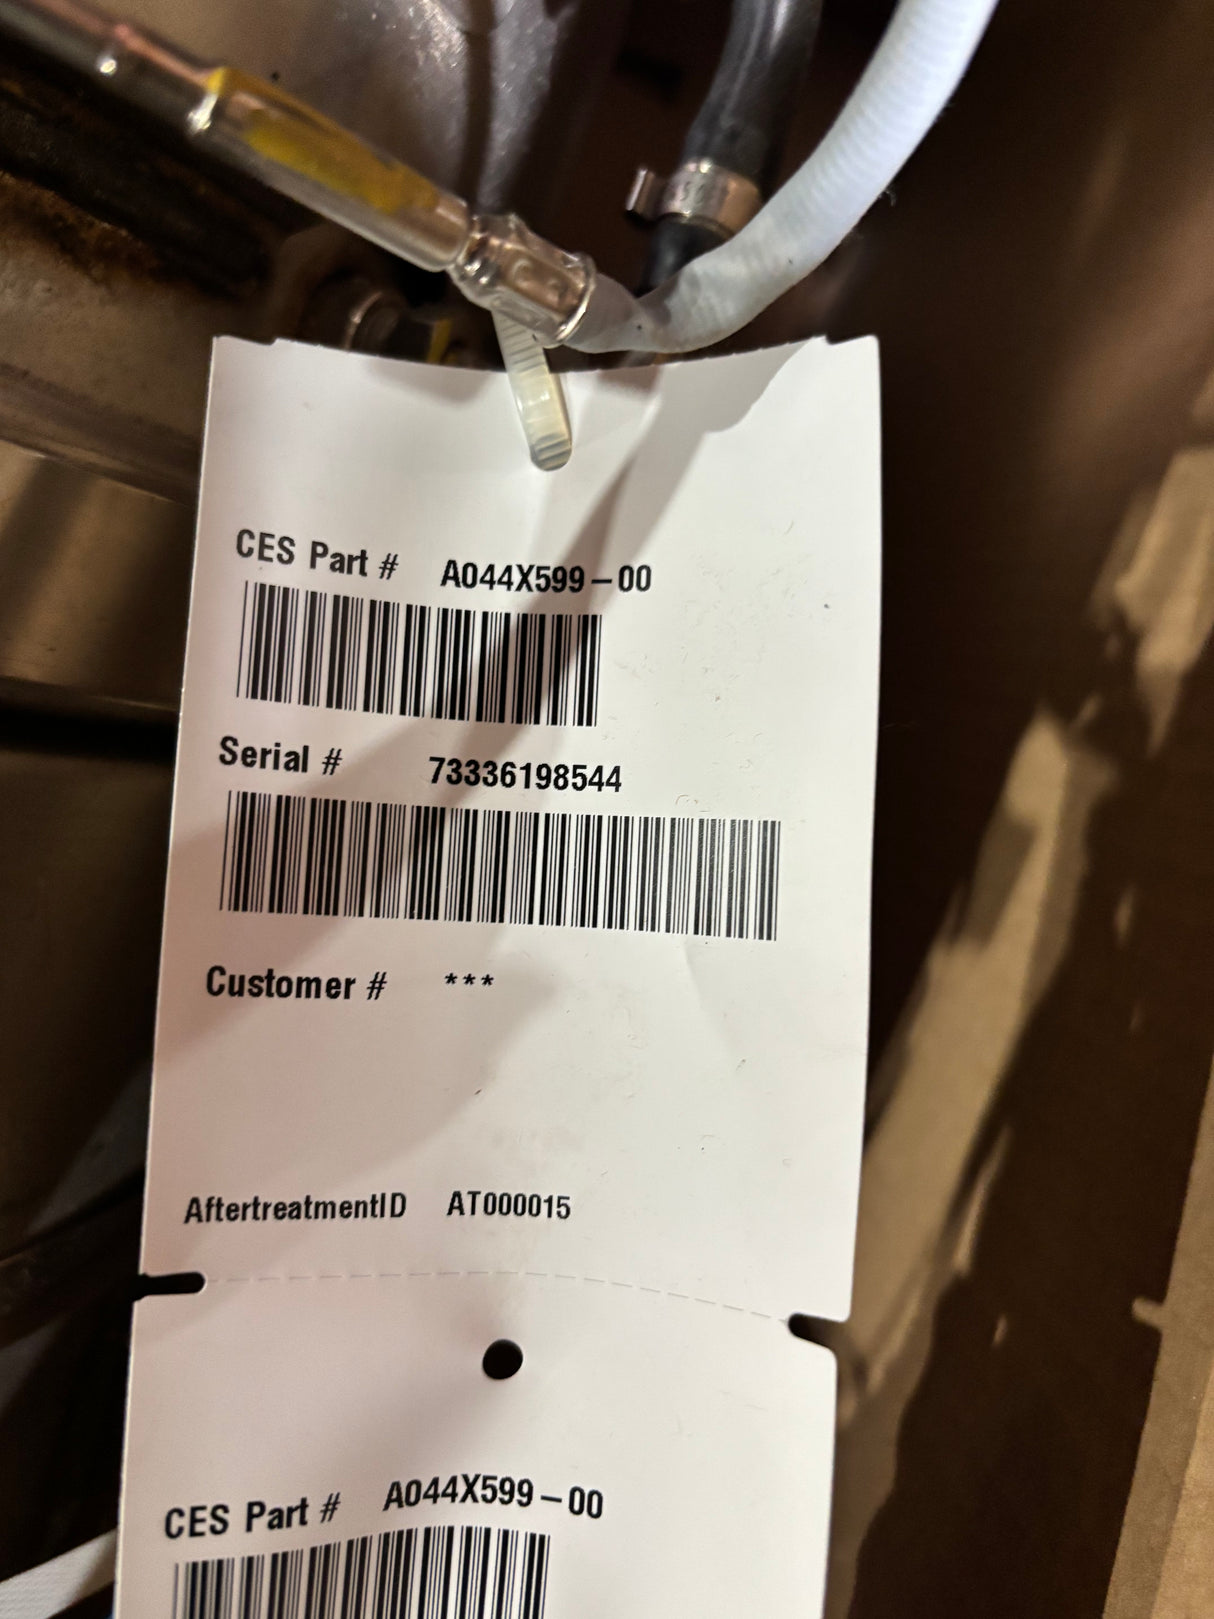 CES Part # A044X599-00
Serial # 73336198544
Customer # ***
AftertreatmentID AT000015
CES Part # A044X599-00